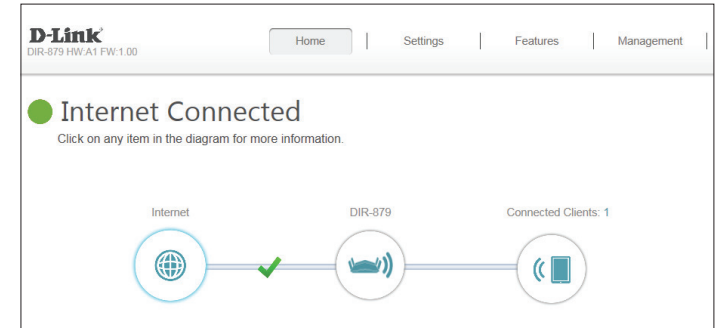 D-Link
DIR-879 HW:A1 FW:1.00
Home | Settings | Features | Management |
Internet Connected
Click on any item in the diagram for more information.
Internet DIR-879 Connected Clients: 1